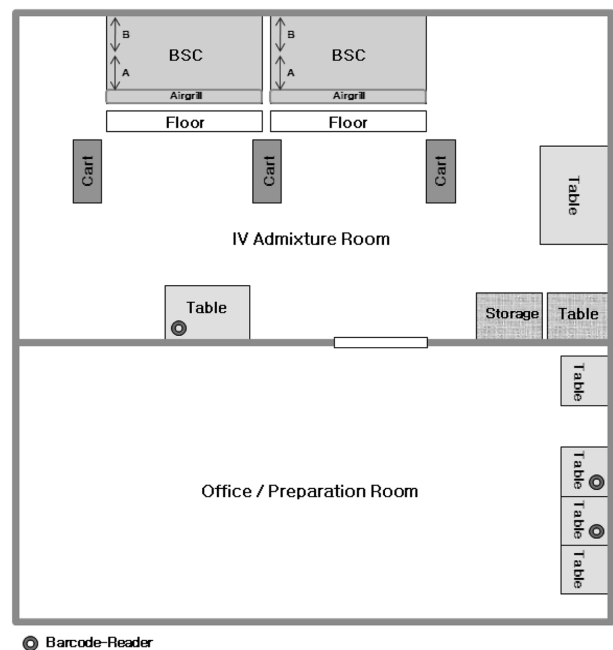 B
BSC
A
Airgrill
Floor
B
BSC
A
Airgrill
Floor
Cart
Cart
Cart
Table
IV Admixture Room
Table
Storage
Table
Table
Table
Table
Table
Office / Preparation Room
Barcode-Reader